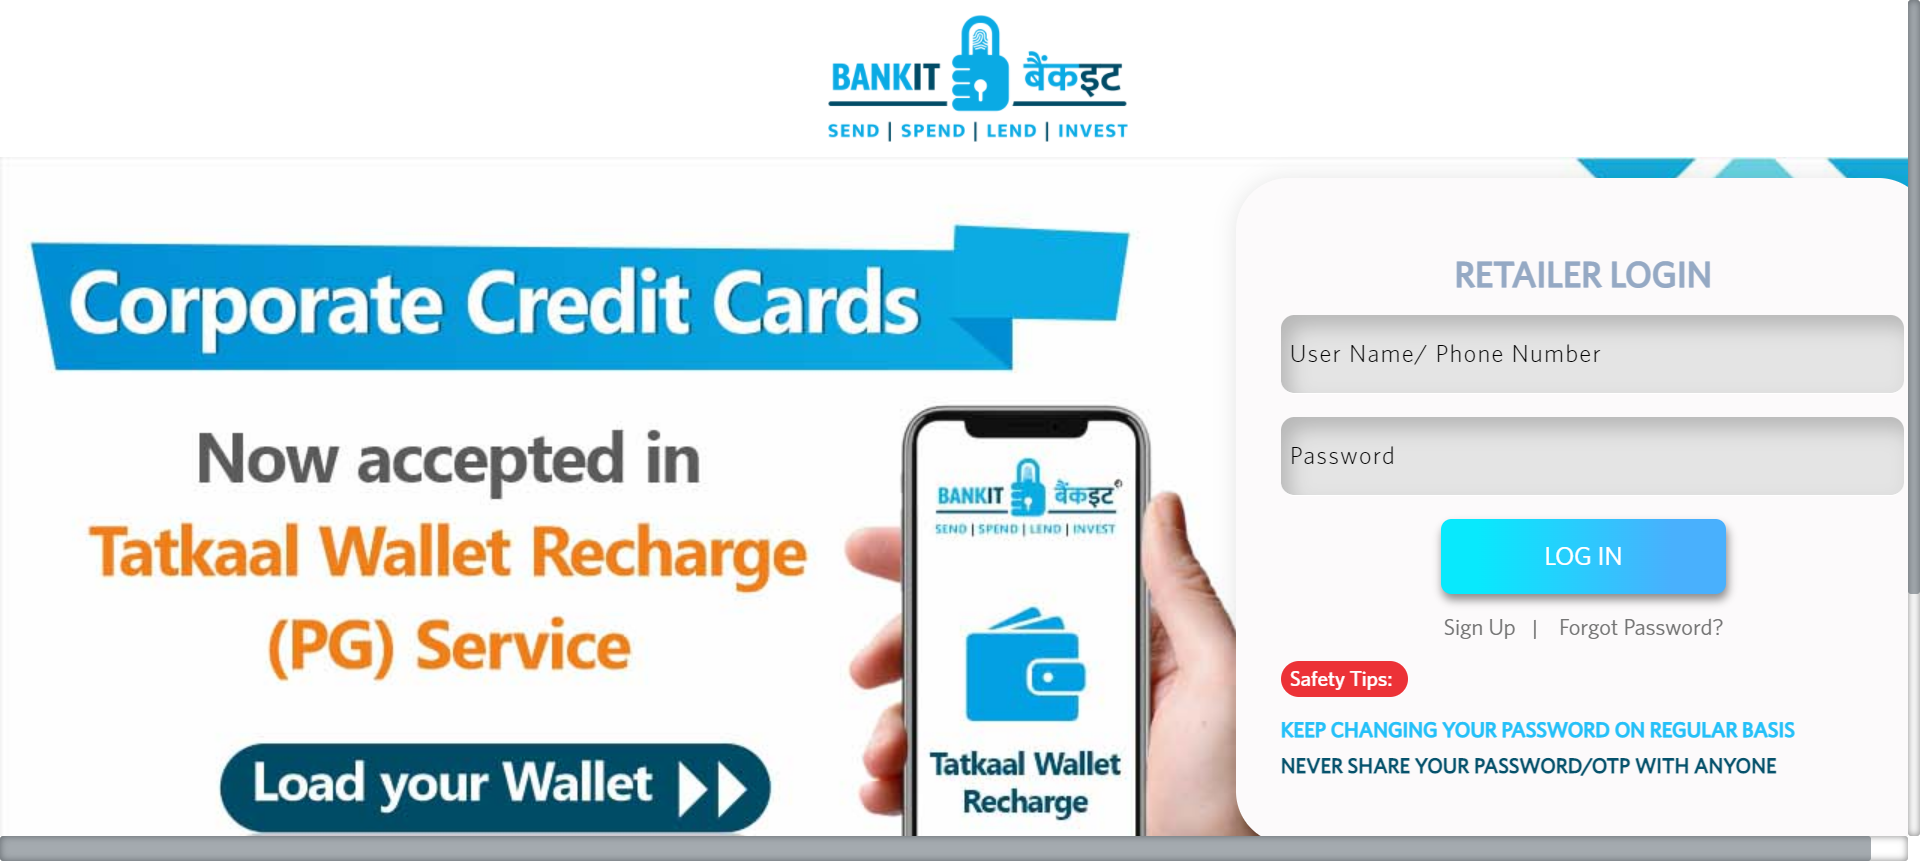 BANKIT बैंकइट
SEND | SPEND | LEND | INVEST
Corporate Credit Cards
Now accepted in
Tatkaal Wallet Recharge
(PG) Service
Load your Wallet
BANKIT बैंकइट
SEND | SPEND | LEND | INVEST
Tatkaal Wallet
Recharge
RETAILER LOGIN
User Name/ Phone Number
Password
LOG IN
Sign Up | Forgot Password?
Safety Tips:
KEEP CHANGING YOUR PASSWORD ON REGULAR BASIS
NEVER SHARE YOUR PASSWORD/OTP WITH ANYONE